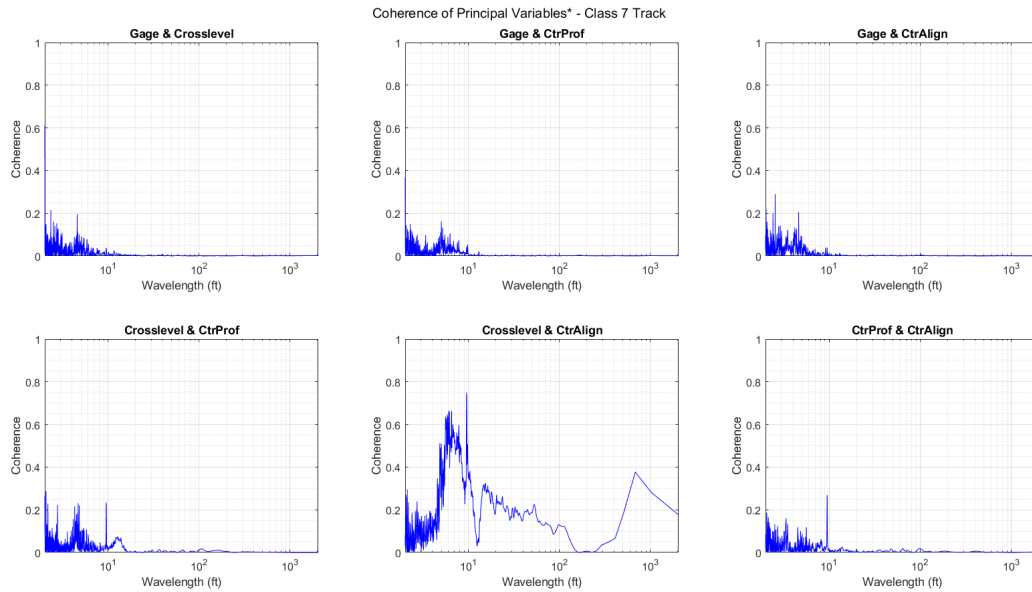 Coherence of Principal Variables* - Class 7 Track
Gage & Crosslevel
1
0.8
0.6
0.4
0.2
0
Coherence
10^1
10^2
10^3
Wavelength (ft)
Gage & CtrProf
1
0.8
0.6
0.4
0.2
0
Coherence
10^1
10^2
10^3
Wavelength (ft)
Gage & CtrAlign
1
0.8
0.6
0.4
0.2
0
Coherence
10^1
10^2
10^3
Wavelength (ft)
Crosslevel & CtrProf
1
0.8
0.6
0.4
0.2
0
Coherence
10^1
10^2
10^3
Wavelength (ft)
Crosslevel & CtrAlign
1
0.8
0.6
0.4
0.2
0
Coherence
10^1
10^2
10^3
Wavelength (ft)
CtrProf & CtrAlign
1
0.8
0.6
0.4
0.2
0
Coherence
10^1
10^2
10^3
Wavelength (ft)